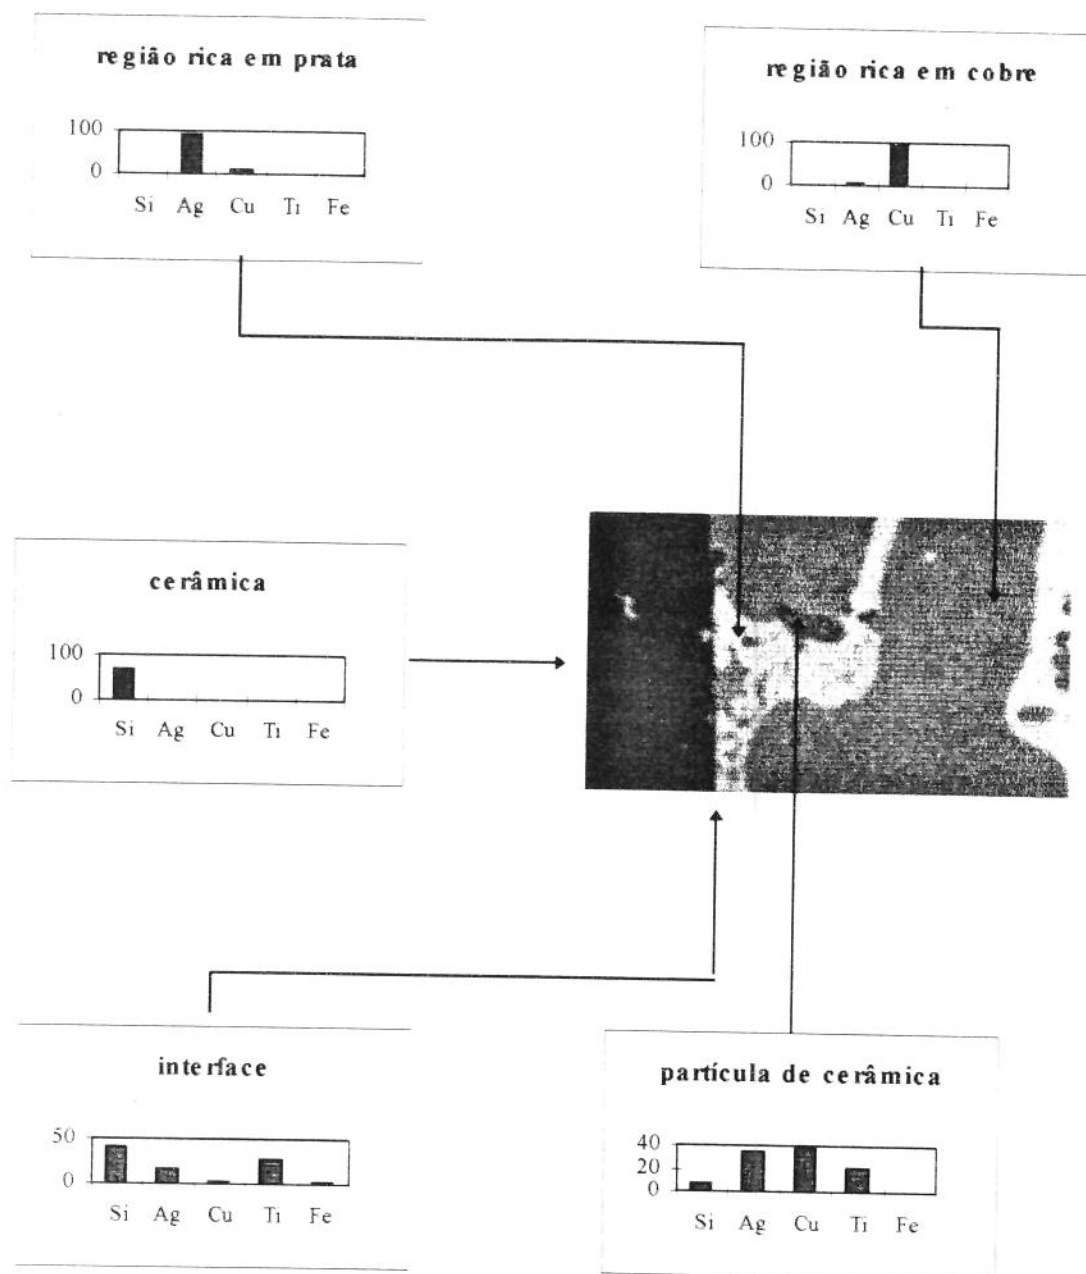 região rica em prata
100
0
Si Ag Cu Ti Fe
região rica em cobre
100
0
Si Ag Cu Ti Fe
cerâmica
100
0
Si Ag Cu Ti Fe
interface
50
0
Si Ag Cu Ti Fe
partícula de cerâmica
40
20
0
Si Ag Cu Ti Fe